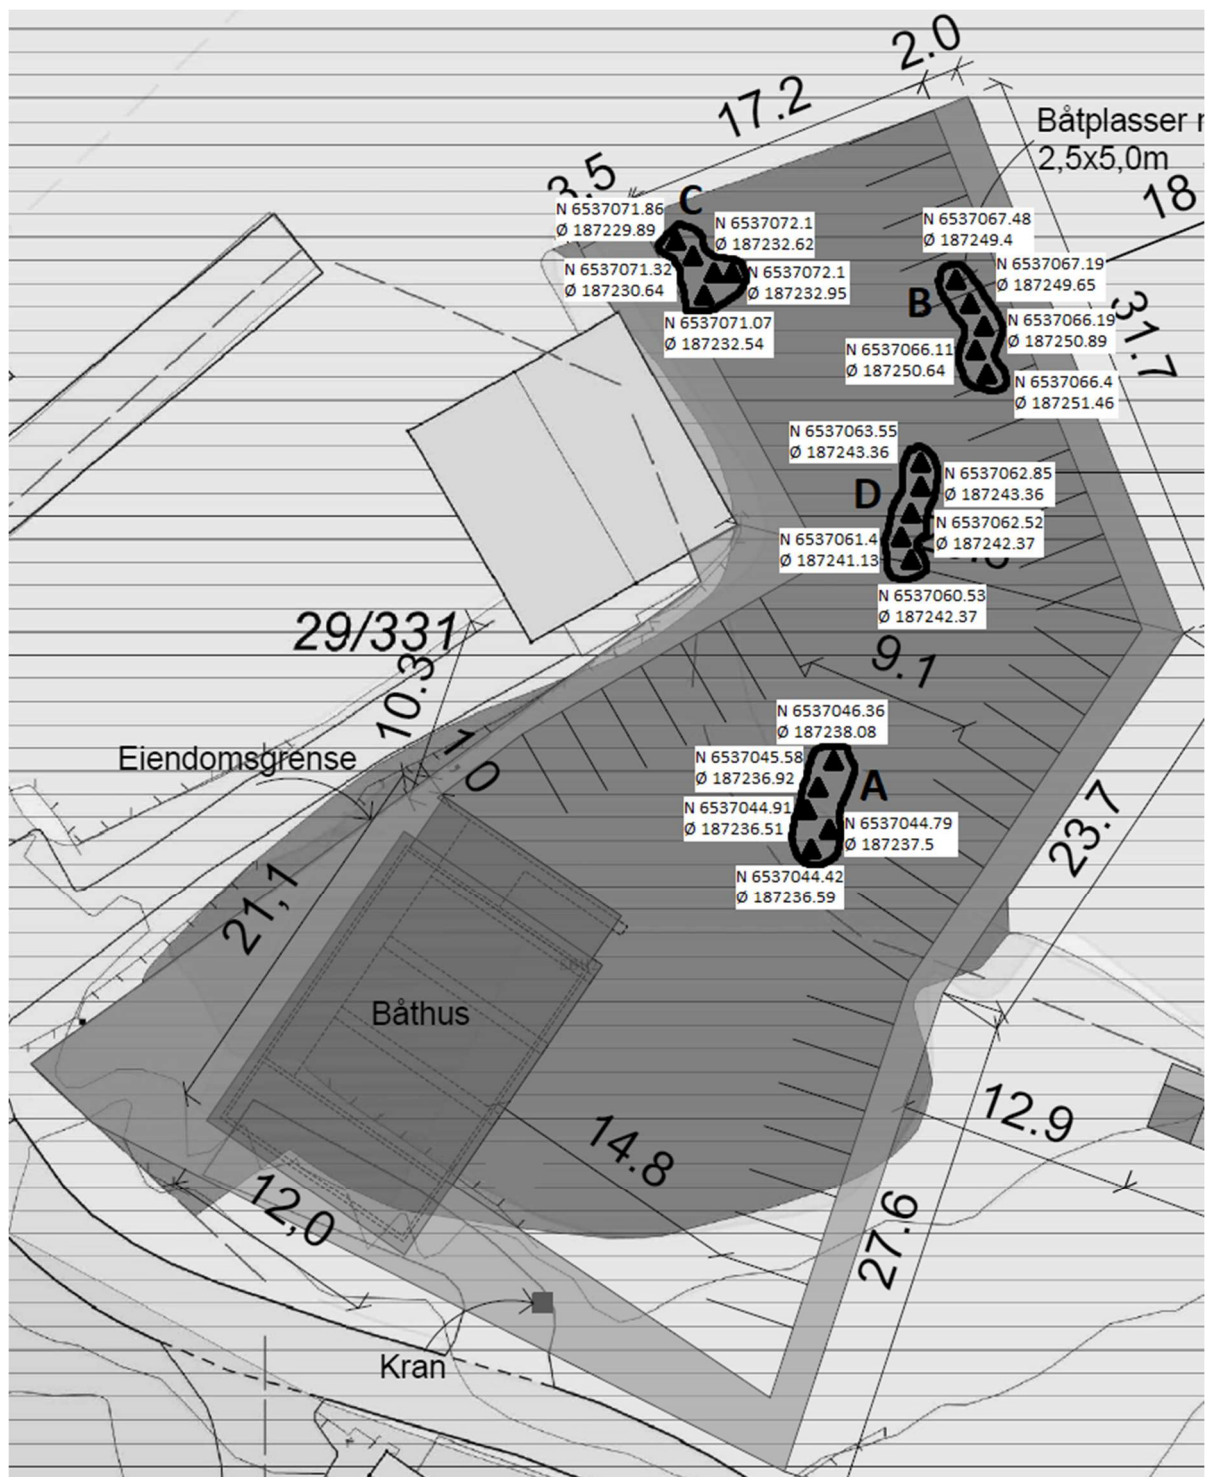 2.0
17.2
Båtplasser
2,5x5,0m
3.5
18
C
N 6537071.86
Ø 187229.89
N 6537072.1
Ø 187232.62
N 6537071.32
Ø 187230.64
N 6537072.1
Ø 187232.95
N 6537071.07
Ø 187232.54
N 6537067.48
Ø 187249.4
N 6537067.19
Ø 187249.65
B
N 6537066.19
Ø 187250.89
31.7
N 6537066.11
Ø 187250.64
N 6537066.4
Ø 187251.46
N 6537063.55
Ø 187243.36
D
N 6537062.85
Ø 187243.36
N 6537062.52
Ø 187242.37
N 6537061.4
Ø 187241.13
N 6537060.53
Ø 187242.37
29/331
9.1
10.3
N 6537046.36
Ø 187238.08
Eiendomsgrense
1.0
N 6537045.58
Ø 187236.92
A
N 6537044.91
Ø 187236.51
N 6537044.79
Ø 187237.5
N 6537044.42
Ø 187236.59
23.7
21,1
Båthus
12.9
14.8
12,0
27.6
Kran